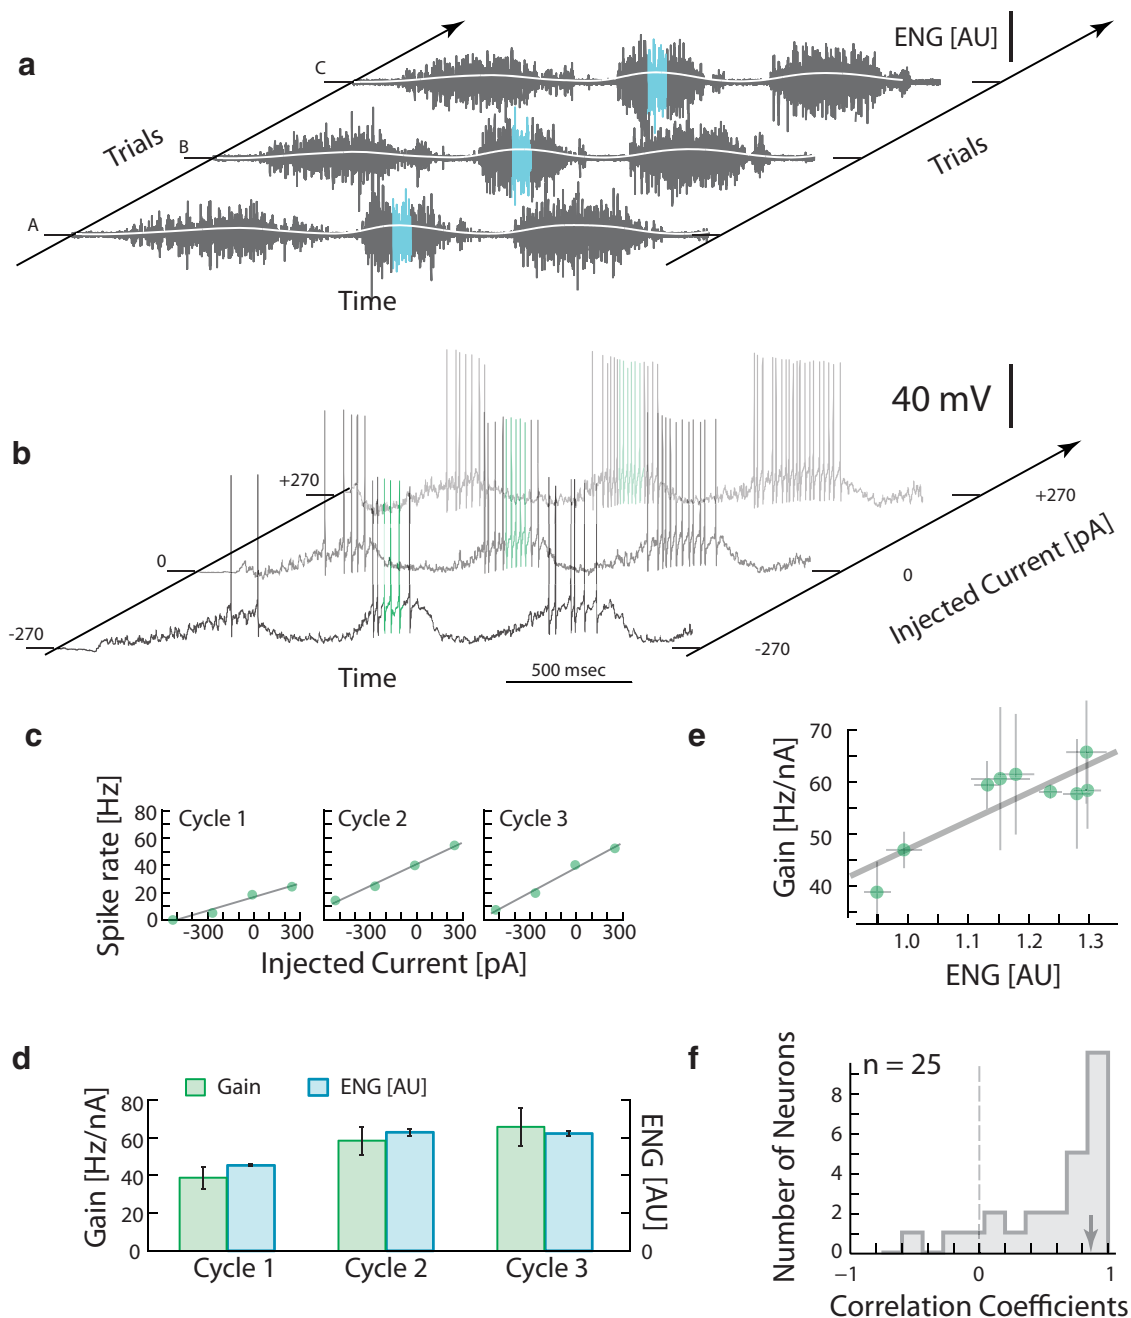 a
ENG [AU]
C
B
A
Trials
Trials
Time
b
40 mV
+270
0
-270
+270
0
-270
Injected Current [pA]
Time
500 msec
c
Spike rate [Hz]
80
60
40
20
0
Cycle 1
Cycle 2
Cycle 3
-300 0 300
-300 0 300
-300 0 300
Injected Current [pA]
e
Gain [Hz/nA]
70
60
50
40
1.0 1.1 1.2 1.3
ENG [AU]
d
Gain
ENG [AU]
Gain [Hz/nA]
80
60
40
20
0
ENG [AU]
0
Cycle 1
Cycle 2
Cycle 3
f
n = 25
Number of Neurons
8
6
4
2
0
−1 0 1
Correlation Coefficients